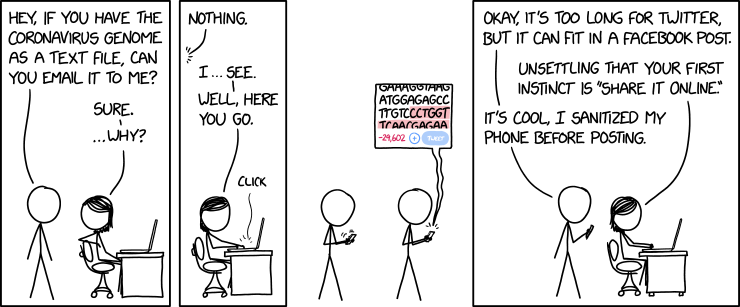 HEY, IF YOU HAVE THE
CORONAVIRUS GENOME
AS A TEXT FILE, CAN
YOU EMAIL IT TO ME?
SURE.
...WHY?
NOTHING.
I ... SEE.
WELL, HERE
YOU GO.
CLICK
GAAAGGTAAG
ATGGAGAGCC
TTGTCCCTGGT
TCAACGAGAA
-29,602 + TWEET
OKAY, IT'S TOO LONG FOR TWITTER,
BUT IT CAN FIT IN A FACEBOOK POST.
UNSETTLING THAT YOUR FIRST
INSTINCT IS "SHARE IT ONLINE."
IT'S COOL, I SANITIZED MY
PHONE BEFORE POSTING.